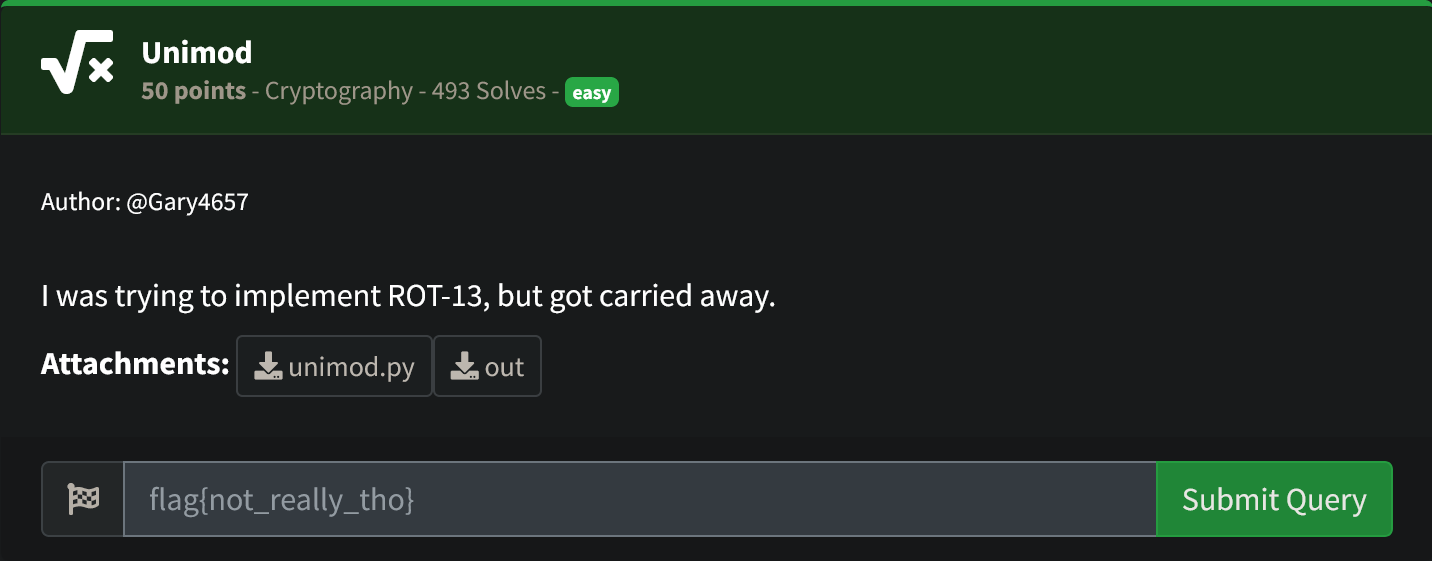 Unimod
50 points - Cryptography - 493 Solves - easy
Author: @Gary4657
I was trying to implement ROT-13, but got carried away.
Attachments: unimod.py out
flag{not_really_tho} Submit Query